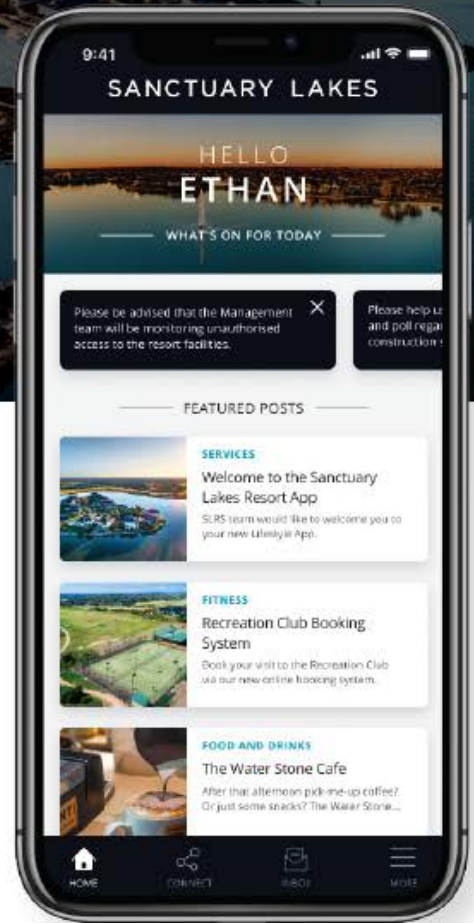 9:41
SANCTUARY LAKES
HELLO
ETHAN
WHAT'S ON FOR TODAY
Please be advised that the Management
team will be monitoring unauthorised
access to the resort facilities.
Please help us
and poll regar
construction s
FEATURED POSTS
SERVICES
Welcome to the Sanctuary
Lakes Resort App
SLRS team would like to welcome you to
your new Lifestyle App.
FITNESS
Recreation Club Booking
System
Book your visit to the Recreation Club
via our new online booking system.
FOOD AND DRINKS
The Water Stone Cafe
After that afternoon pick-me-up coffee?
Or just some snacks? The Water Stone...
HOME
CONNECT
INBOX
MORE